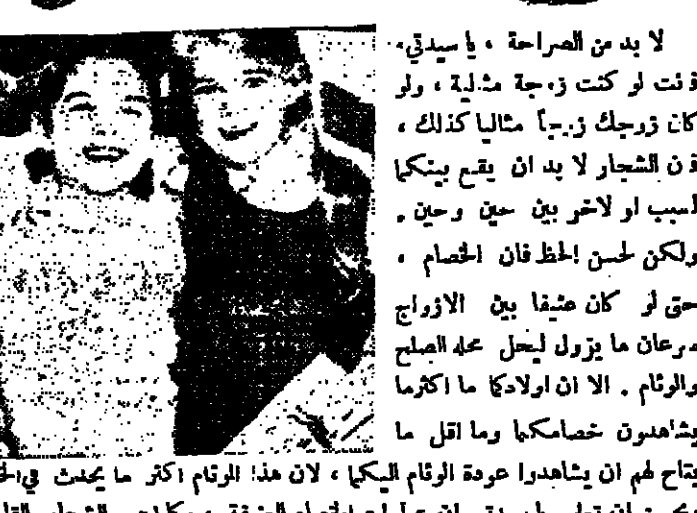 لا بد من الصراحة ، يا سيدتي،
فانت لو كنت زوجة مثالية ، ولو
كان زوجك زوجاً مثاليا كذلك ،
فان الشجار لا بد ان يقع بينكما
لسبب او لاخر بين حين وحين .
ولكن لحسن الحظ فان الخصام ،
حتى لو كان عنيفا بين الازواج
سرعان ما يزول ليحل محله الصلح
والوئام . الا ان اولادكما ما اكثرما
يشاهدون خصامكما وما اقل ما
يتاح لهم ان يشاهدوا عودة الوئام اليكما ، لان هذا الوئام اكثر ما يحدث في